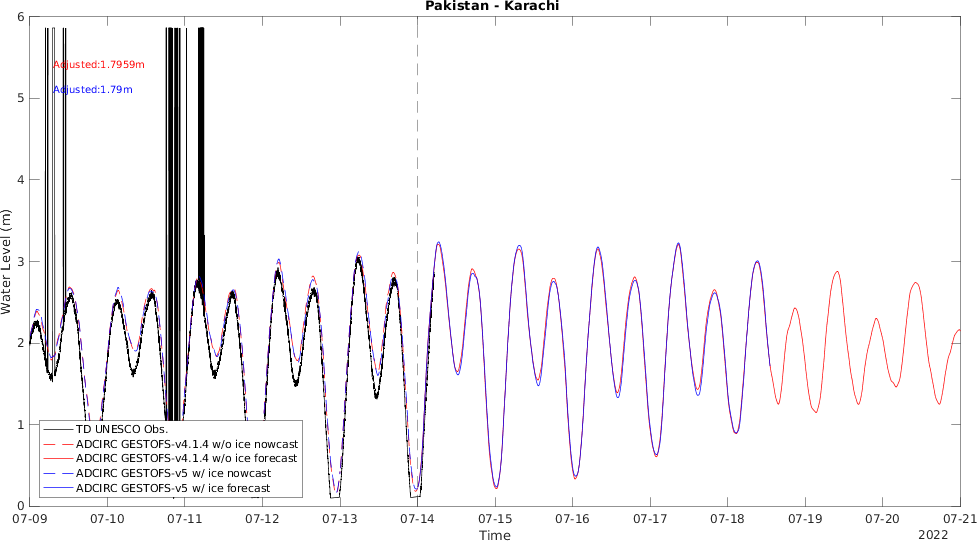 Pakistan - Karachi
6
5
4
3
2
1
0
Water Level (m)
Adjusted:1.7959m
Adjusted:1.79m
TD UNESCO Obs.
ADCIRC GESTOFS-v4.1.4 w/o ice nowcast
ADCIRC GESTOFS-v4.1.4 w/o ice forecast
ADCIRC GESTOFS-v5 w/ ice nowcast
ADCIRC GESTOFS-v5 w/ ice forecast
07-09 07-10 07-11 07-12 07-13 07-14 07-15 07-16 07-17 07-18 07-19 07-20 07-21
Time
2022